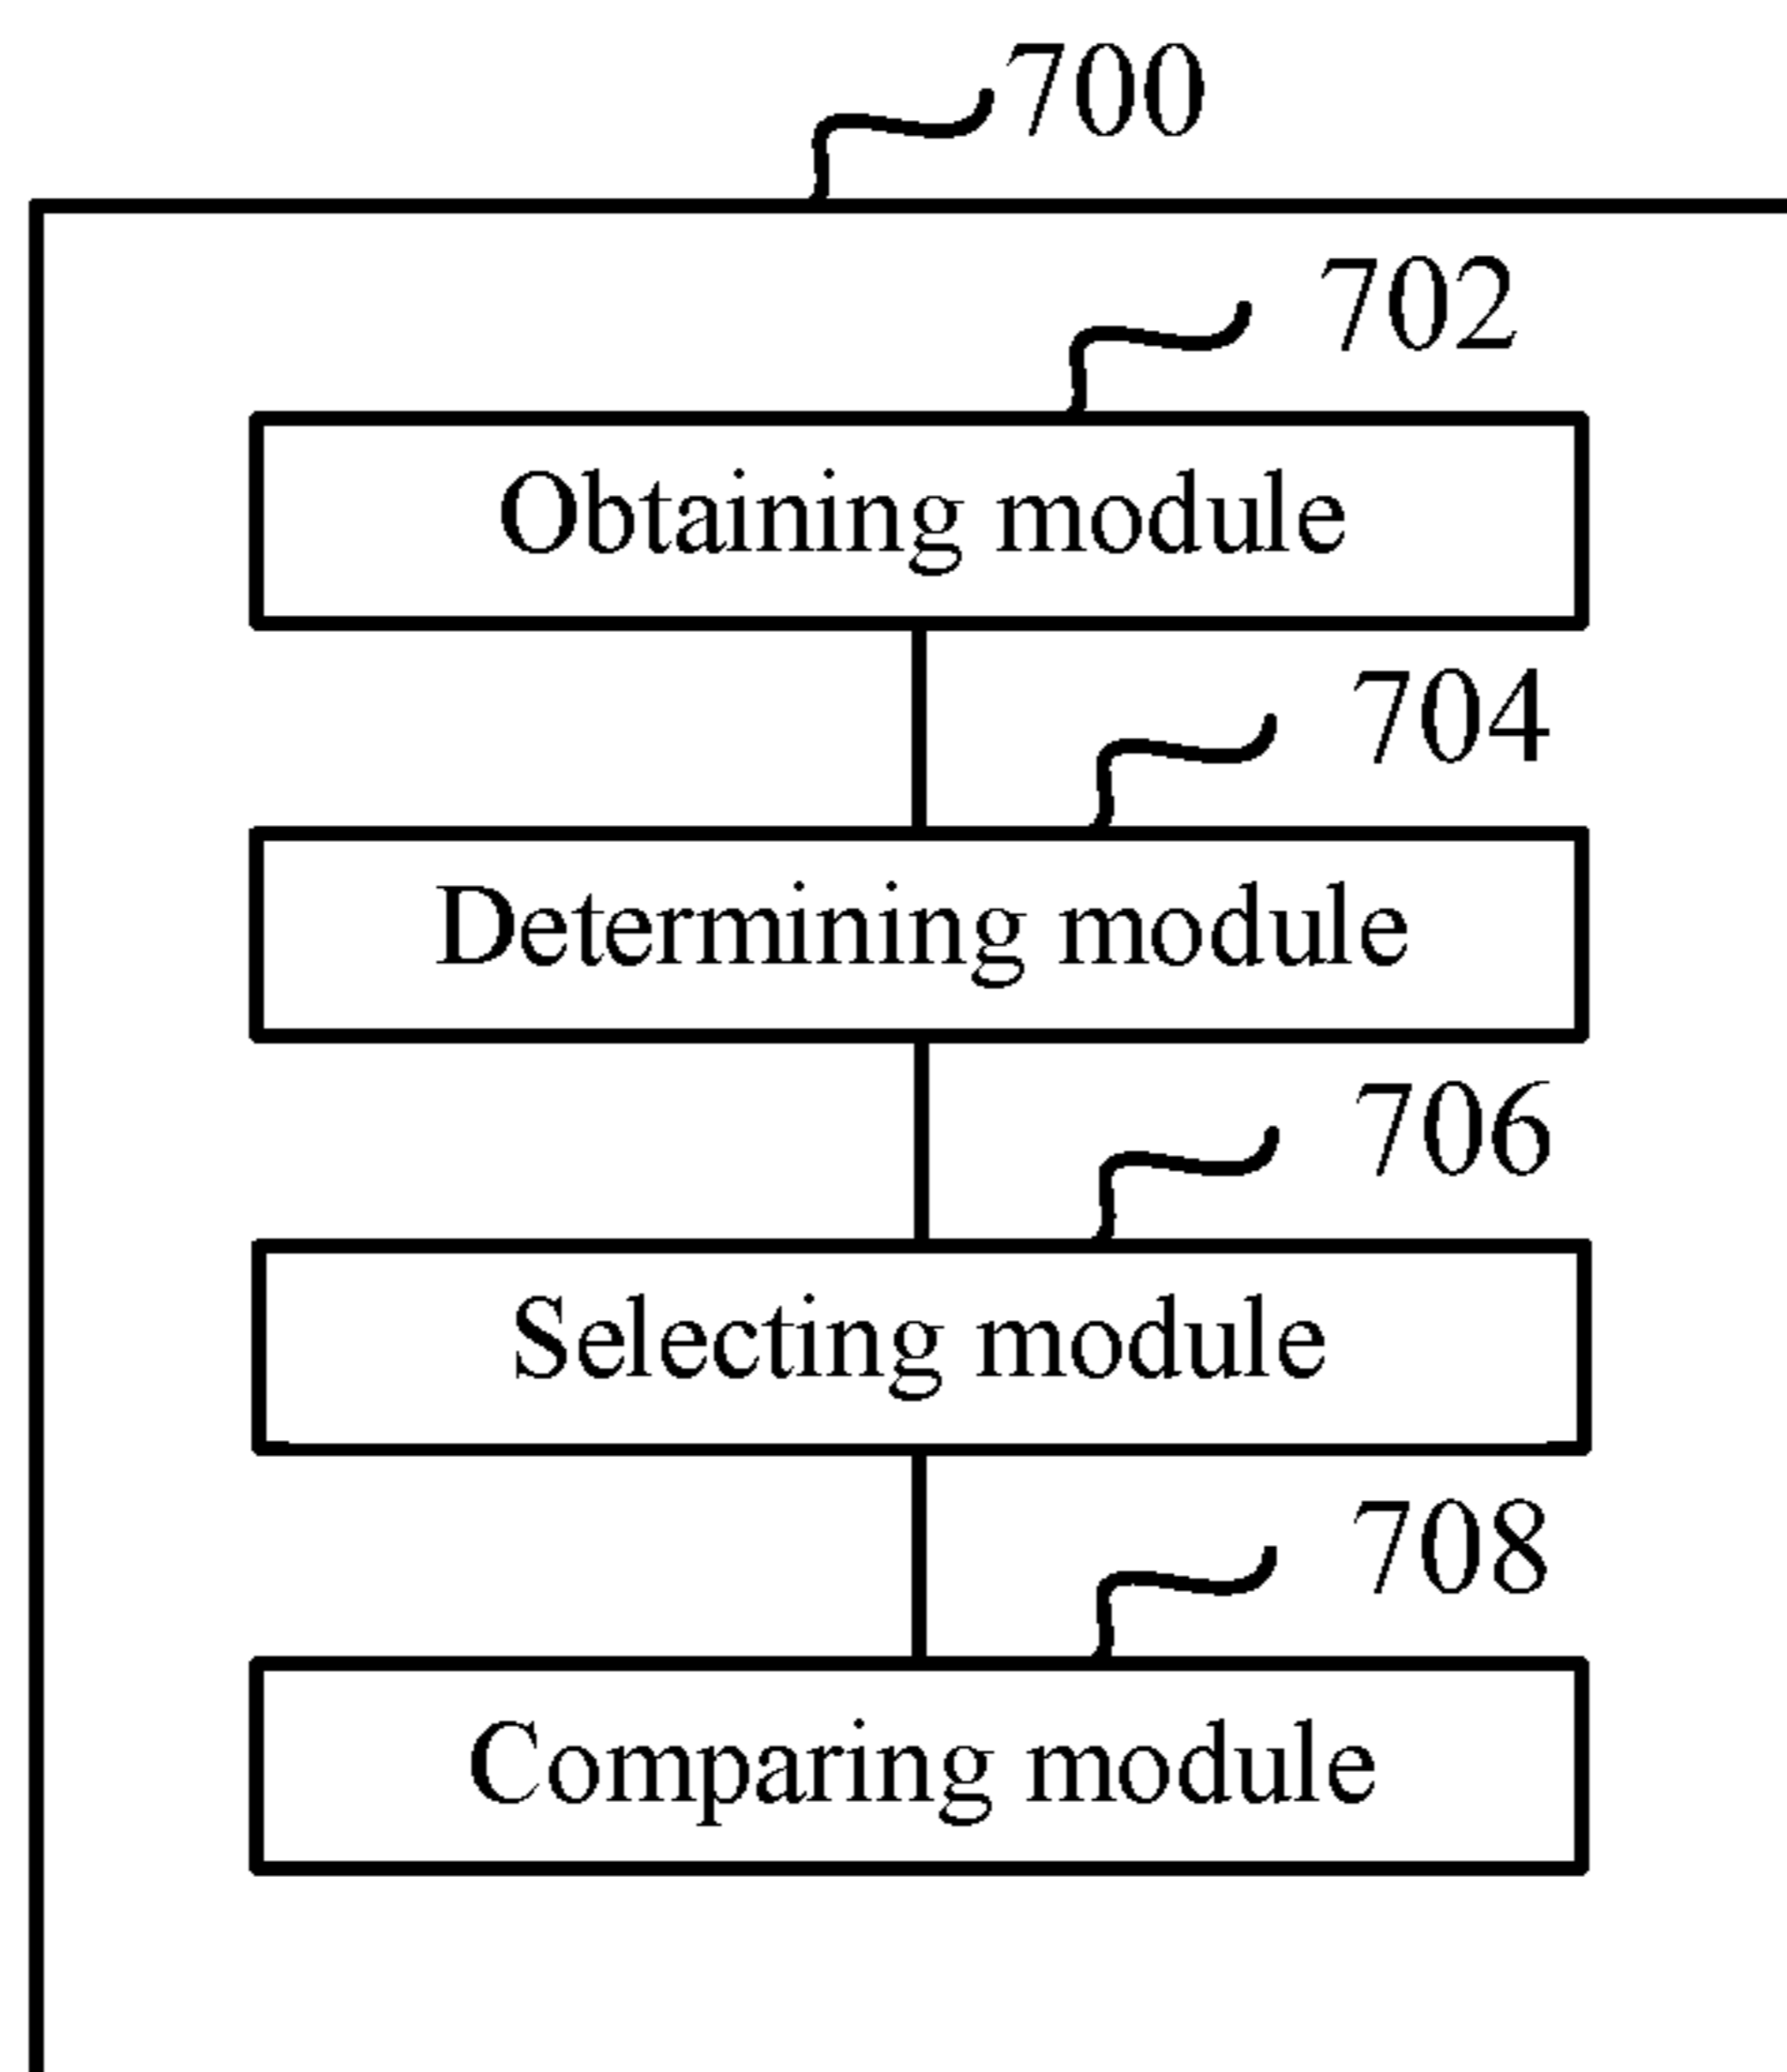 700
702
Obtaining module
704
Determining module
706
Selecting module
708
Comparing module